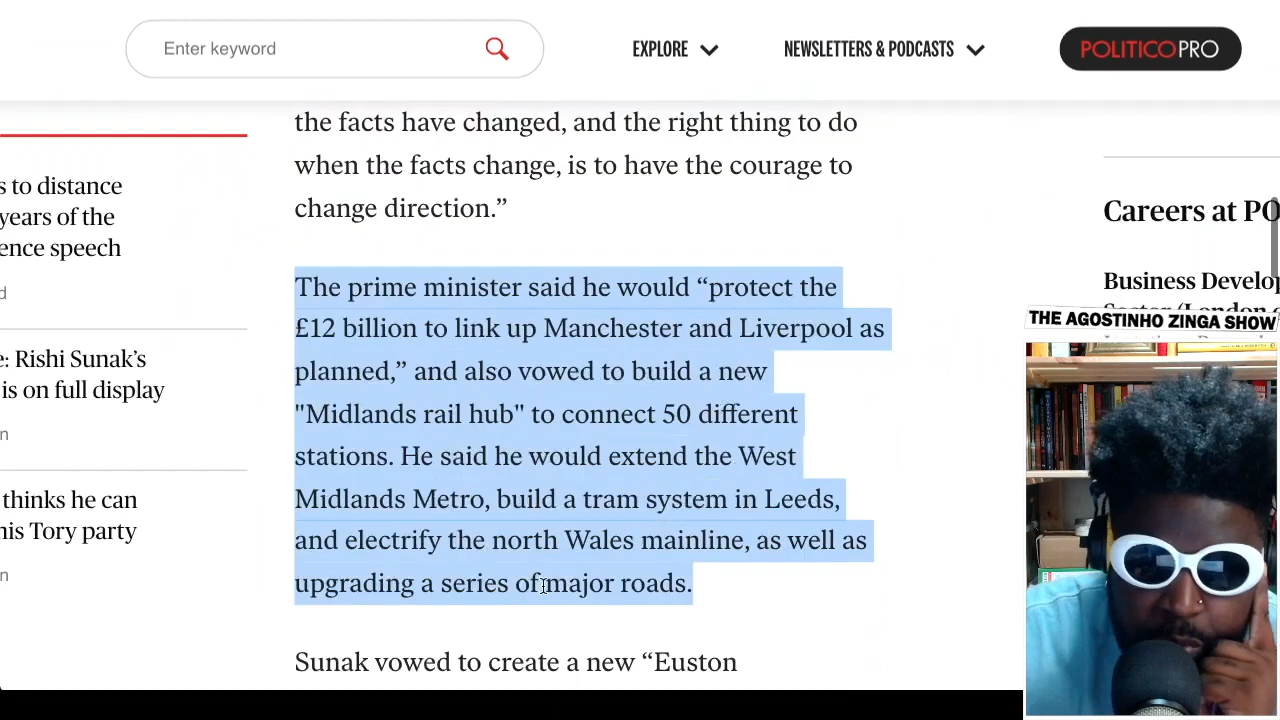 Enter keyword
EXPLORE
NEWSLETTERS & PODCASTS
POLITICOPRO
s to distance
years of the
ence speech
d
e: Rishi Sunak’s
is on full display
n
thinks he can
his Tory party
n
the facts have changed, and the right thing to do
when the facts change, is to have the courage to
change direction.”
The prime minister said he would “protect the
£12 billion to link up Manchester and Liverpool as
planned,” and also vowed to build a new
"Midlands rail hub" to connect 50 different
stations. He said he would extend the West
Midlands Metro, build a tram system in Leeds,
and electrify the north Wales mainline, as well as
upgrading a series of major roads.
Sunak vowed to create a new “Euston
Careers at PO
Business Develop
THE AGOSTINHO ZINGA SHOW